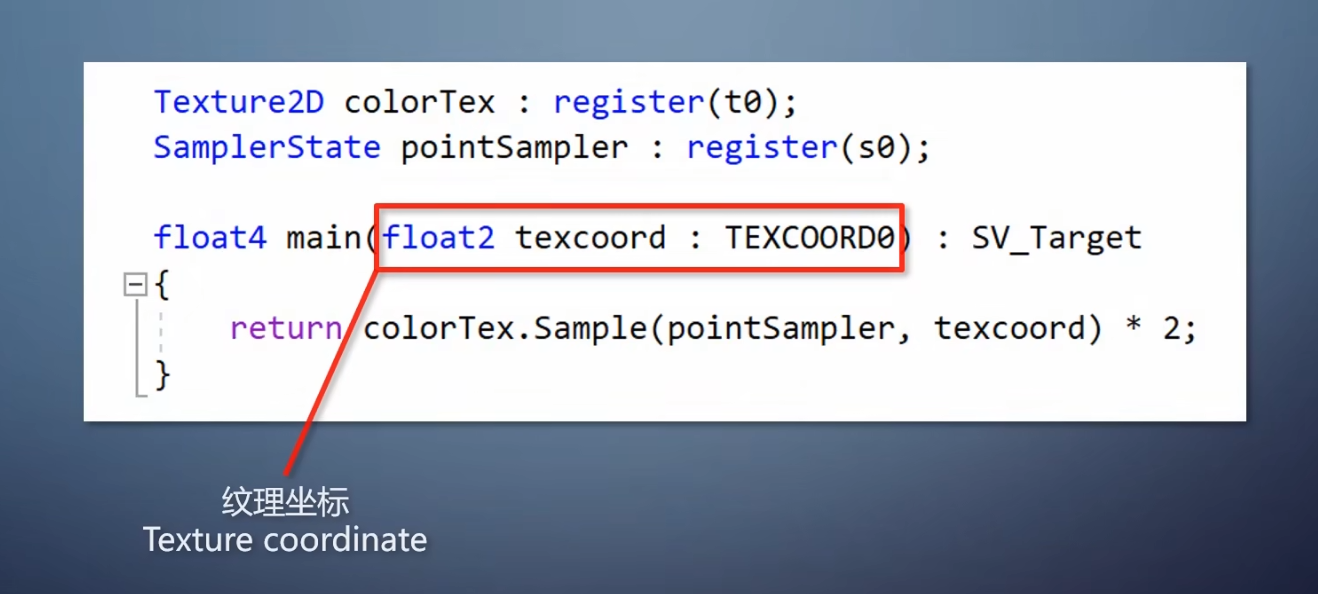 Texture2D colorTex : register(t0);
SamplerState pointSampler : register(s0);
float4 main(float2 texcoord : TEXCOORD0) : SV_Target
{
return colorTex.Sample(pointSampler, texcoord) * 2;
}
纹理坐标
Texture coordinate